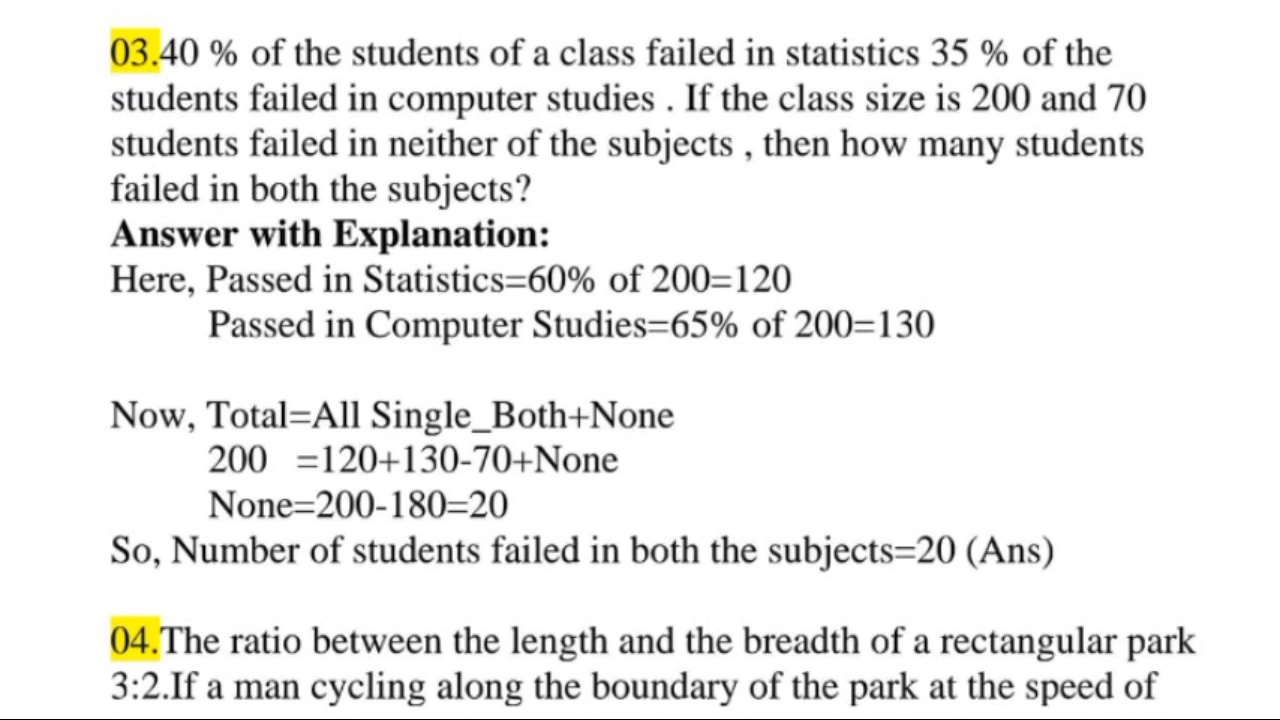 03.40 % of the students of a class failed in statistics 35 % of the
students failed in computer studies . If the class size is 200 and 70
students failed in neither of the subjects , then how many students
failed in both the subjects?
Answer with Explanation:
Here, Passed in Statistics=60% of 200=120
Passed in Computer Studies=65% of 200=130
Now, Total=All Single_Both+None
200 =120+130-70+None
None=200-180=20
So, Number of students failed in both the subjects=20 (Ans)
04.The ratio between the length and the breadth of a rectangular park
3:2.If a man cycling along the boundary of the park at the speed of